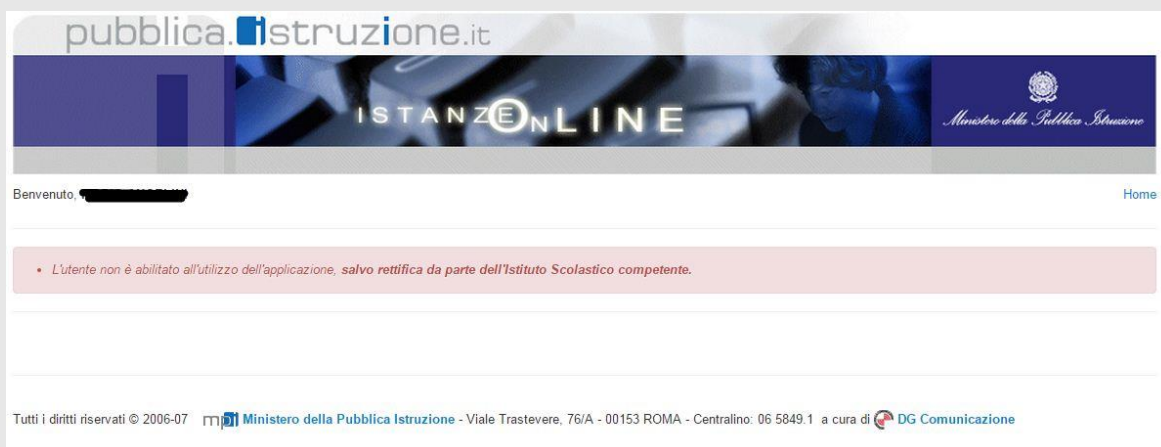 pubblica.istruzione.it
ISTANZE ON LINE
Ministero della Pubblica Istruzione
Benvenuto,
Home
L'utente non è abilitato all'utilizzo dell'applicazione, salvo rettifica da parte dell'Istituto Scolastico competente.
Tutti i diritti riservati © 2006-07 mpi Ministero della Pubblica Istruzione - Viale Trastevere, 76/A - 00153 ROMA - Centralino: 06 5849.1 a cura di DG Comunicazione